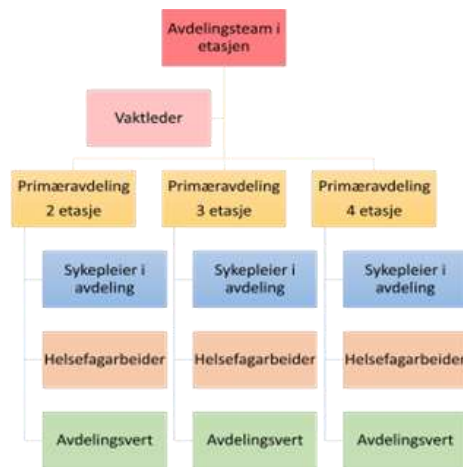 Avdelingsteam i
etasjen
Vaktleder
Primæravdeling
2 etasje
Primæravdeling
3 etasje
Primæravdeling
4 etasje
Sykepleier i
avdeling
Sykepleier i
avdeling
Sykepleier i
avdeling
Helsefagarbeider
Helsefagarbeider
Helsefagarbeider
Avdelingsvert
Avdelingsvert
Avdelingsvert